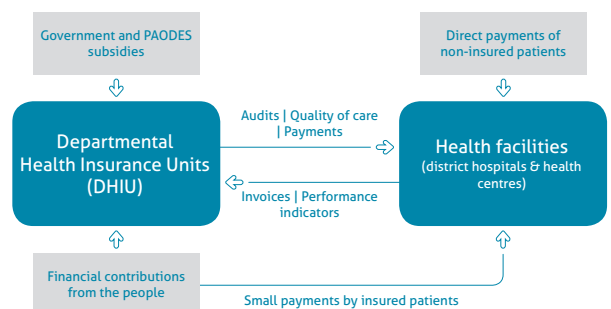 Government and PAODES
subsidies
Direct payments of
non-insured patients
Departmental
Health Insurance Units
(DHIU)
Audits | Quality of care
| Payments
Health facilities
(district hospitals & health
centres)
Invoices | Performance
indicators
Financial contributions
from the people
Small payments by insured patients